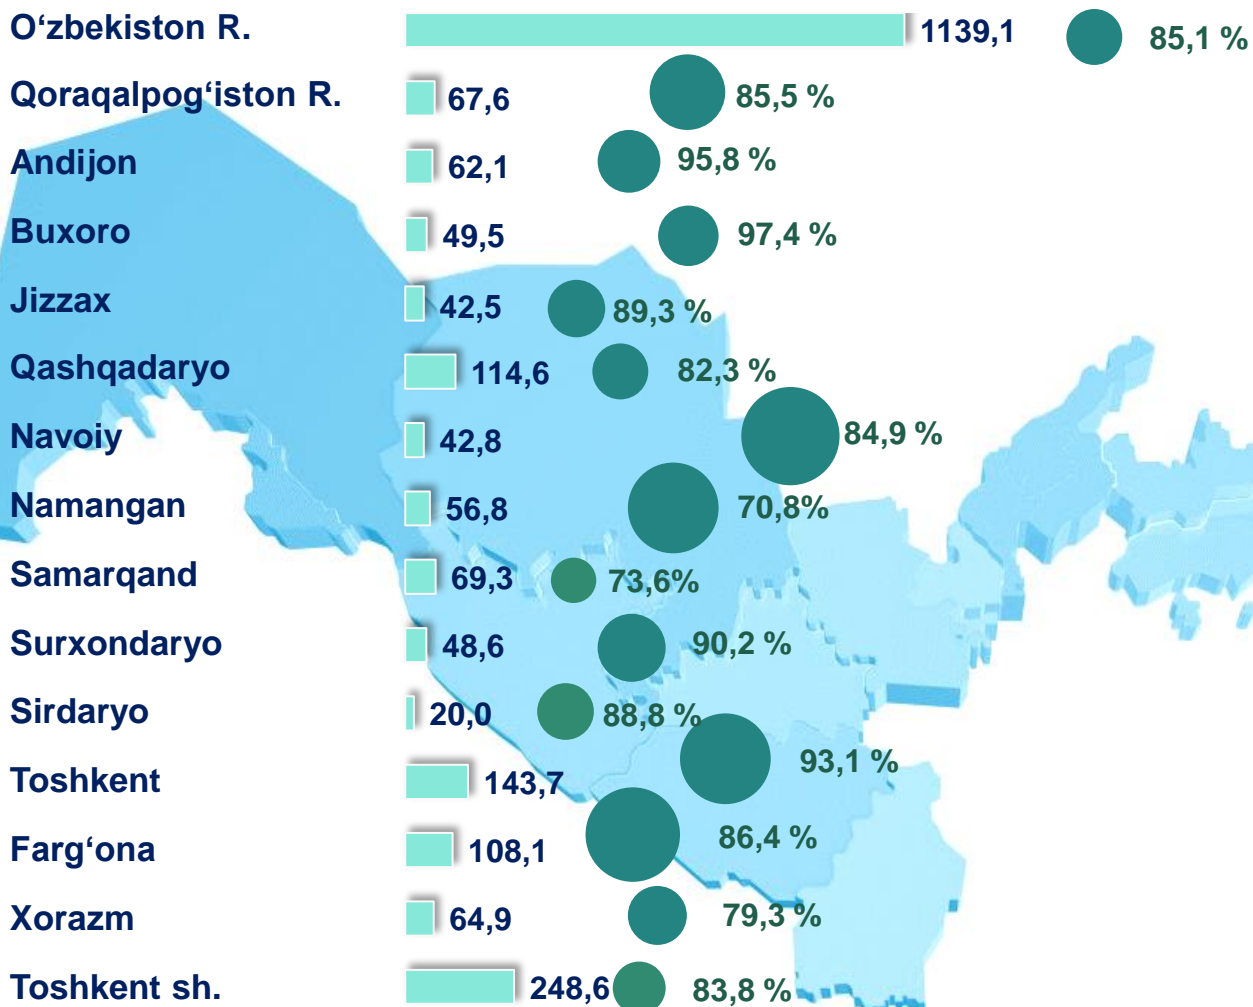 O‘zbekiston R. 1139,1 85,1 %
Qoraqalpog‘iston R. 67,6 85,5 %
Andijon 62,1 95,8 %
Buxoro 49,5 97,4 %
Jizzax 42,5 89,3 %
Qashqadaryo 114,6 82,3 %
Navoiy 42,8 84,9 %
Namangan 56,8 70,8%
Samarqand 69,3 73,6%
Surxondaryo 48,6 90,2 %
Sirdaryo 20,0 88,8 %
Toshkent 143,7 93,1 %
Farg‘ona 108,1 86,4 %
Xorazm 64,9 79,3 %
Toshkent sh. 248,6 83,8 %